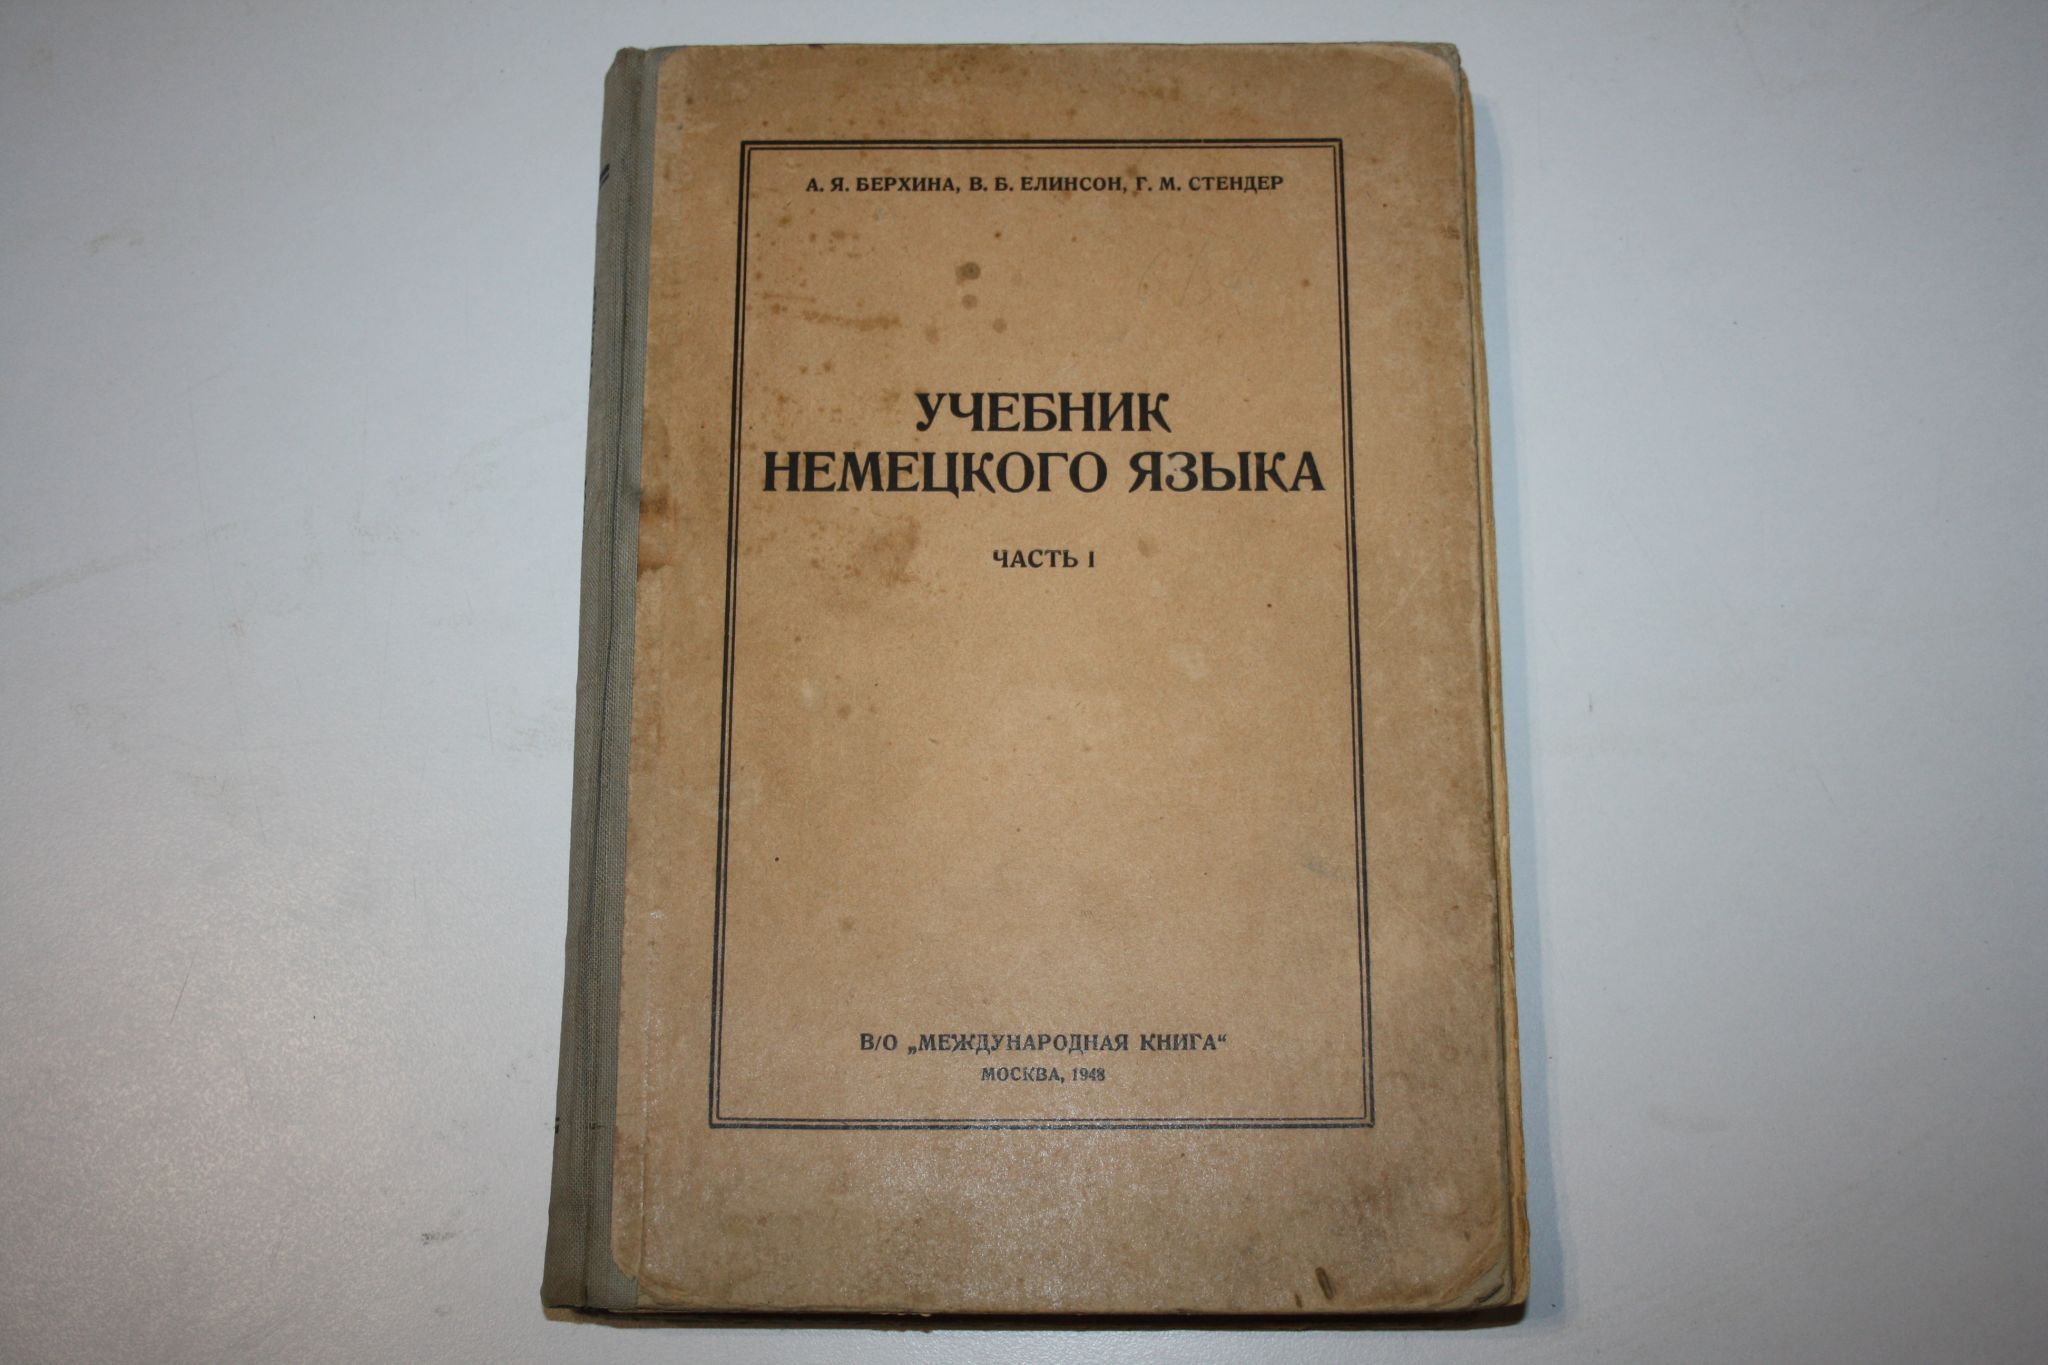 А. Я. БЕРХИНА, В. Б. ЕЛИНСОН, Г. М. СТЕНДЕР
УЧЕБНИК
НЕМЕЦКОГО ЯЗЫКА
ЧАСТЬ I
В/О „МЕЖДУНАРОДНАЯ КНИГА“
МОСКВА, 1948